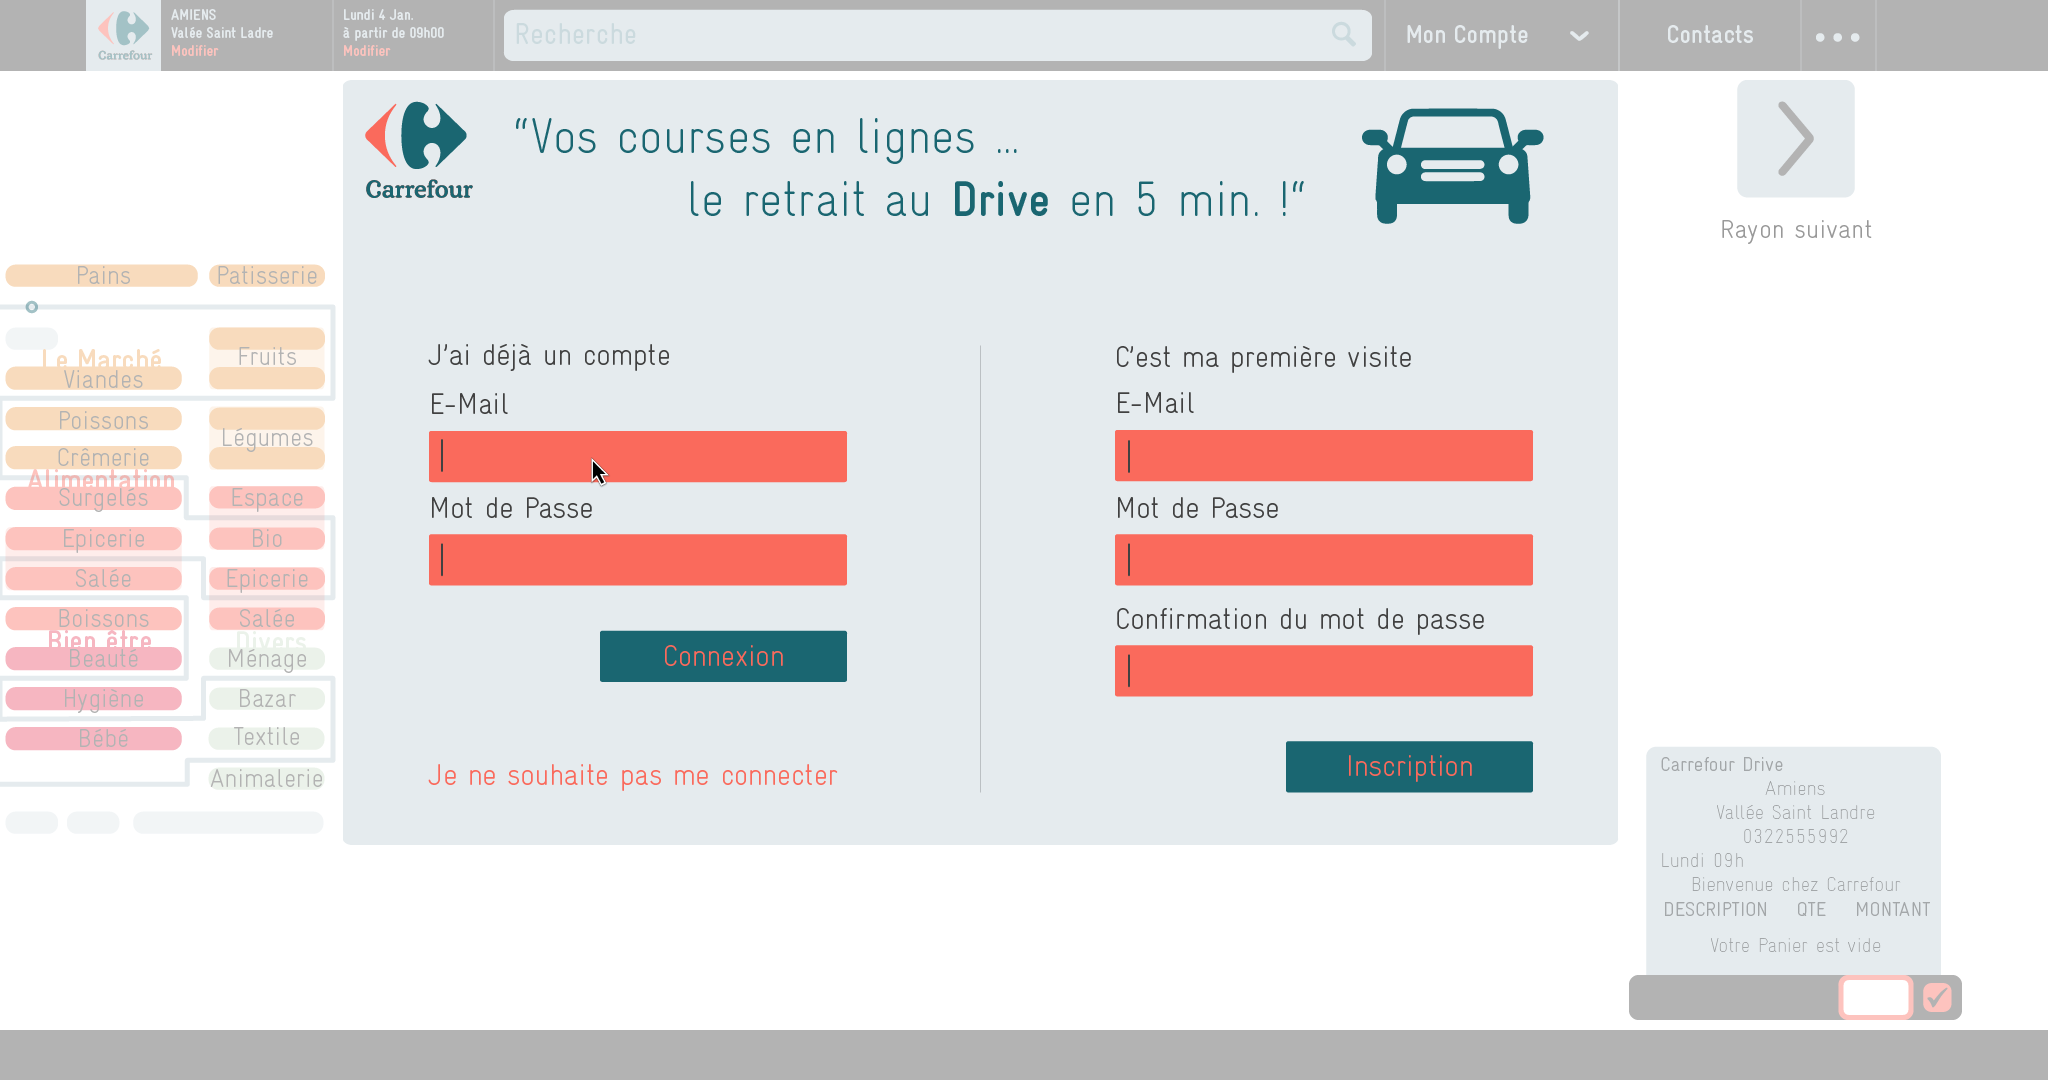 Carrefour
AMIENS
Valée Saint Ladre
Modifier
Lundi 4 Jan.
à partir de 09h00
Modifier
Recherche
Mon Compte
Contacts
Carrefour
“Vos courses en lignes ...
le retrait au Drive en 5 min. !“
Rayon suivant
Pains
Patisserie
Le Marché
Fruits
Viandes
Poissons
Légumes
Crêmerie
Alimentation
Surgelés
Espace
Epicerie
Bio
Salée
Epicerie
Boissons
Salée
Bien être
Divers
Beauté
Ménage
Hygiène
Bazar
Bébé
Textile
Animalerie
J'ai déjà un compte
E-Mail
Mot de Passe
Connexion
Je ne souhaite pas me connecter
C'est ma première visite
E-Mail
Mot de Passe
Confirmation du mot de passe
Inscription
Carrefour Drive
Amiens
Vallée Saint Landre
0322555992
Lundi 09h
Bienvenue chez Carrefour
DESCRIPTION QTE MONTANT
Votre Panier est vide